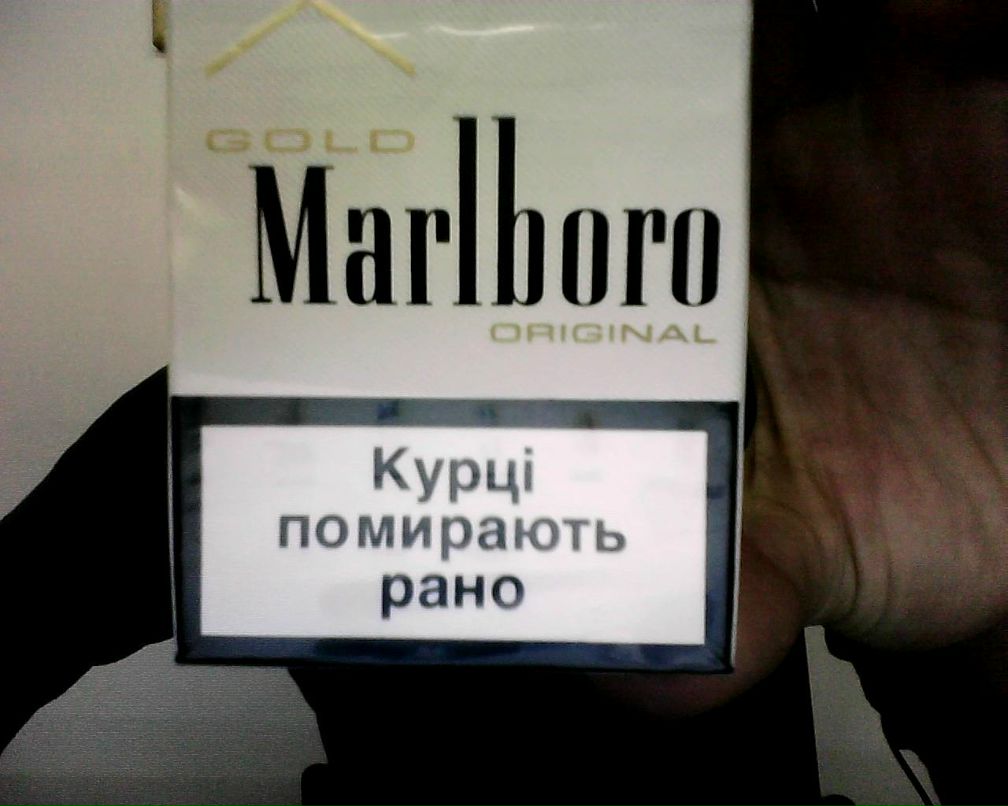 GOLD
Marlboro
ORIGINAL
Курці
помирають
рано